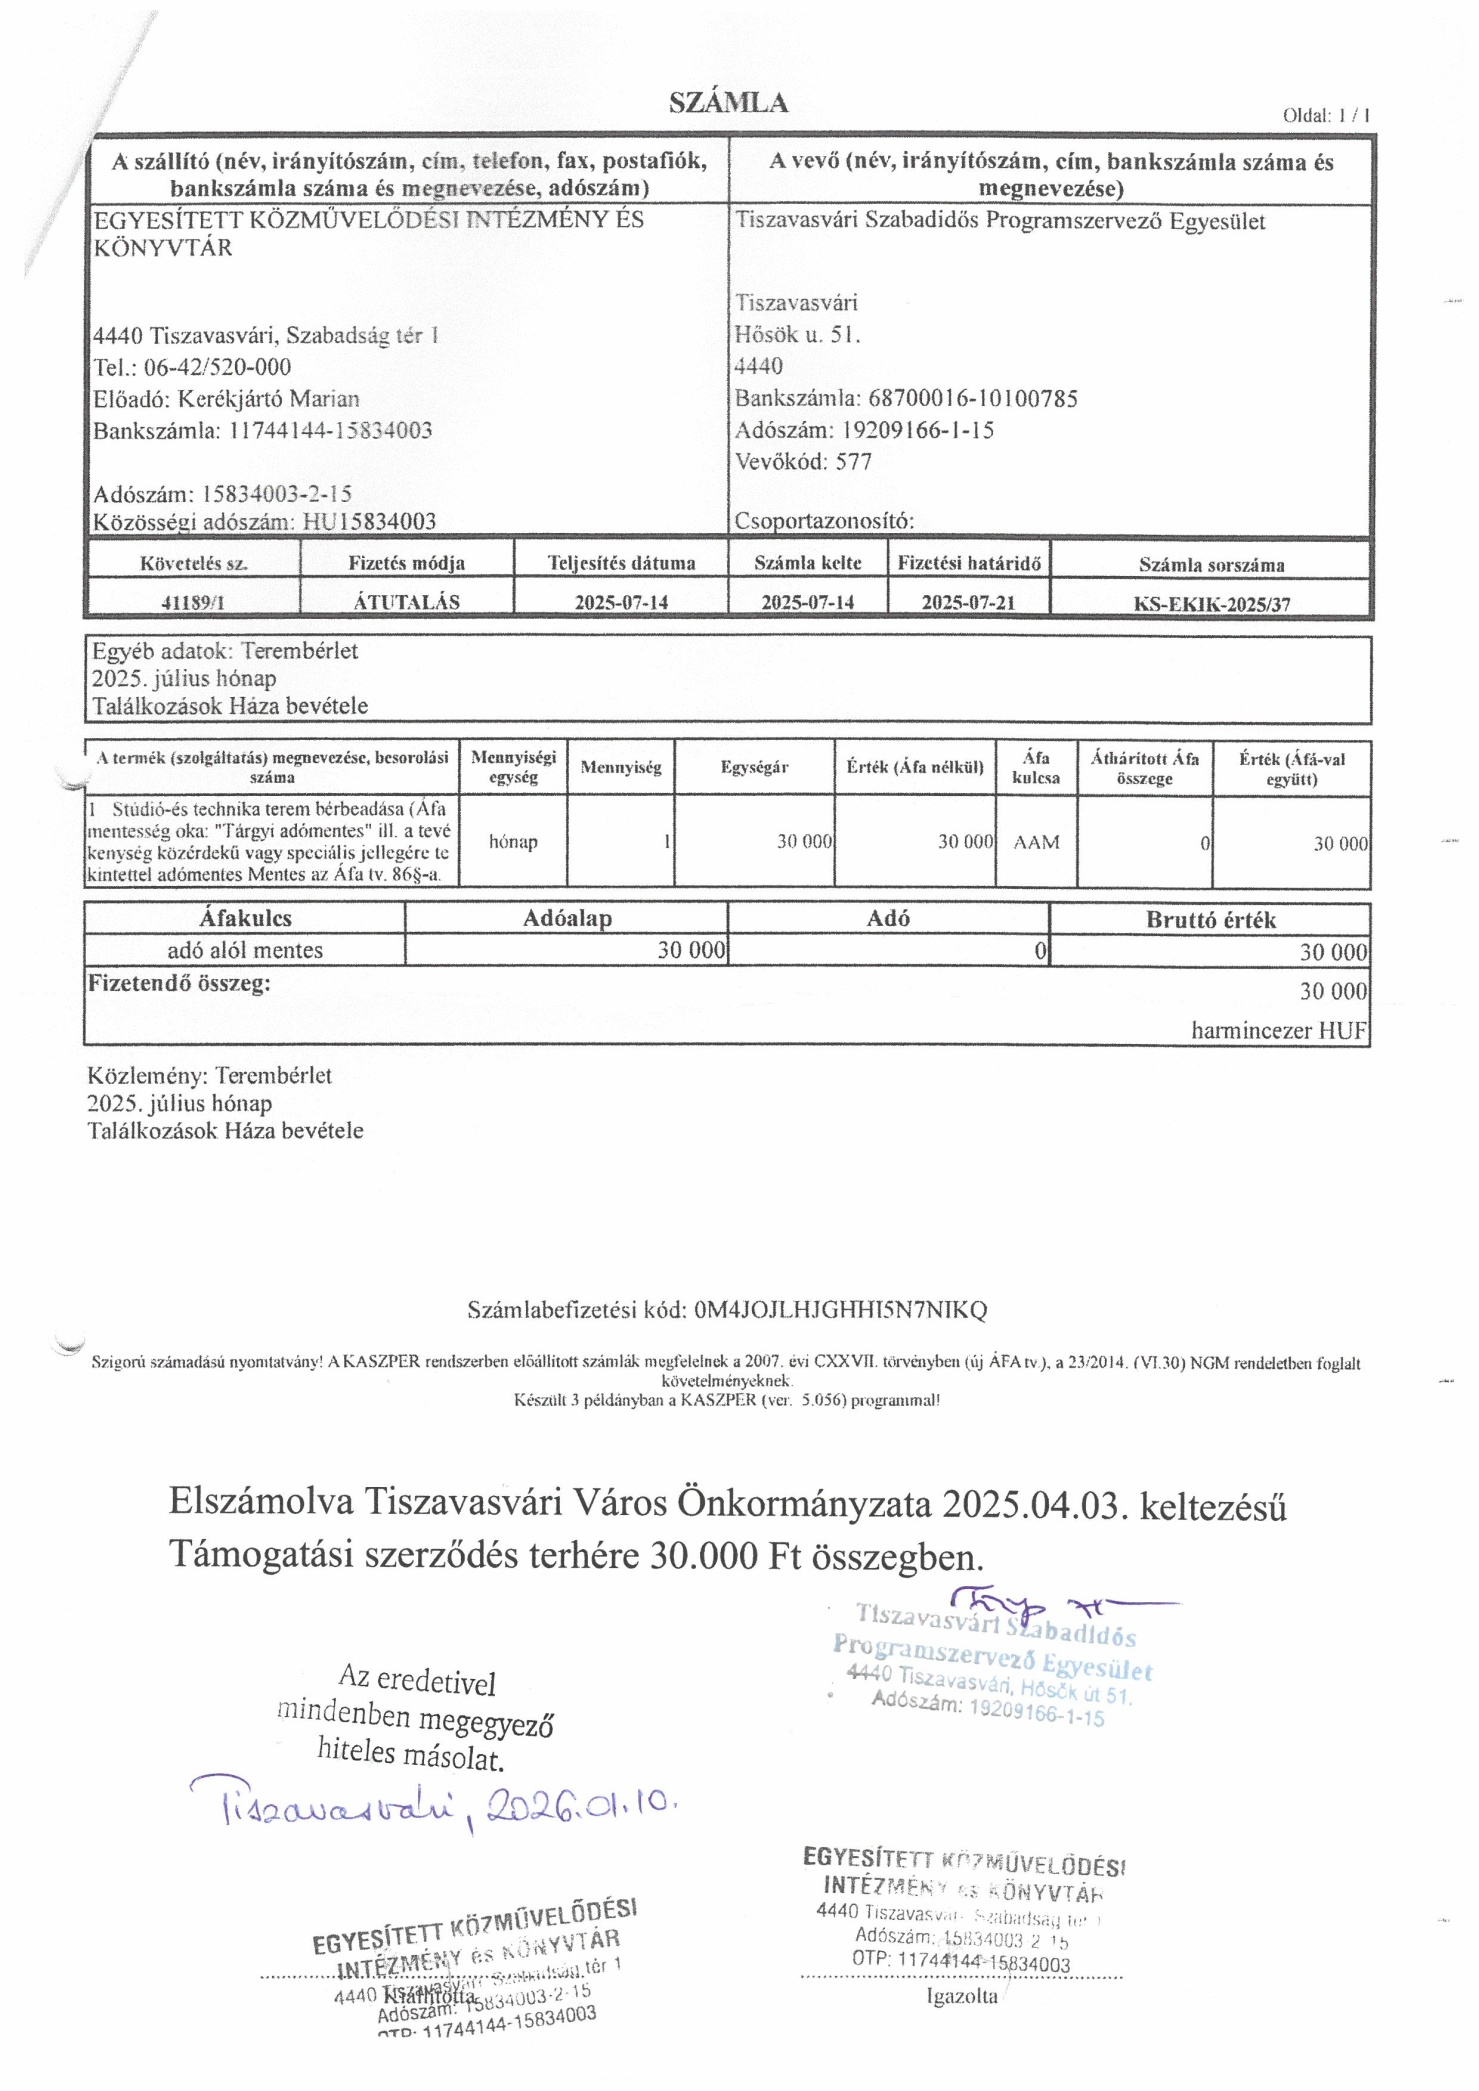 SZÁMLA
Oldal: 1 / 1
A szállító (név, irányítószám, cím, telefon, fax, postafiók,
bankszámla száma és megnevezése, adószám)
A vevő (név, irányítószám, cím, bankszámla száma és
megnevezése)
EGYESÍTETT KÖZMŰVELŐDÉSI INTÉZMÉNY ÉS
KÖNYVTÁR
4440 Tiszavasvári, Szabadság tér 1
Tel.: 06-42/520-000
Előadó: Kerékjártó Marian
Bankszámla: 11744144-15834003
Adószám: 15834003-2-15
Közösségi adószám: HU15834003
Tiszavasvári Szabadidős Programszervező Egyesület
Tiszavasvári
Hősök u. 51.
4440
Bankszámla: 68700016-10100785
Adószám: 19209166-1-15
Vevőkód: 577
Csoportazonosító:
Követelés sz. Fizetés módja Teljesítés dátuma Számla kelte Fizetési határidő Számla sorszáma
41189/1 ÁTUTALÁS 2025-07-14 2025-07-14 2025-07-21 KS-EKIK-2025/37
Egyéb adatok: Terembérlet
2025. július hónap
Találkozások Háza bevétele
A termék (szolgáltatás) megnevezése, besorolási
száma
Mennyiségi
egység
Mennyiség
Egységár
Érték (Áfa nélkül)
Áfa
kulcsa
Áthárított Áfa
összege
Érték (Áfá-val
együtt)
1 Stúdió-és technika terem bérbeadása (Áfa
mentesség oka: "Tárgyi adómentes" ill. a tevé
kenység közérdekű vagy speciális jellegére te
kintettel adómentes Mentes az Áfa tv. 86§-a.
hónap 1 30 000 30 000 AAM 0 30 000
Áfakulcs Adóalap Adó Bruttó érték
adó alól mentes 30 000 0 30 000
Fizetendő összeg:
30 000
harmincezer HUF
Közlemény: Terembérlet
2025. július hónap
Találkozások Háza bevétele
Számlabefizetési kód: 0M4JOJLHJGHHI5N7NIKQ
Szigorú számadású nyomtatvány! A KASZPER rendszerben előállított számlák megfelelnek a 2007. évi CXXVII. törvényben (új ÁFA tv.), a 23/2014. (VI.30) NGM rendeletben foglalt
követelményeknek.
Készült 3 példányban a KASZPER (ver. 5.056) programmal!
Elszámolva Tiszavasvári Város Önkormányzata 2025.04.03. keltezésű
Támogatási szerződés terhére 30.000 Ft összegben.
Tiszavasvári Szabadidős
Programszervező Egyesület
4440 Tiszavasvári, Hősök út 51.
Adószám: 19209166-1-15
Az eredetivel
mindenben megegyező
hiteles másolat.
Tiszavasvári, 2026.01.10.
EGYESÍTETT KÖZMŰVELŐDÉSI
INTÉZMÉNY és KÖNYVTÁR
4440 Tiszavasvári Szabadság tér 1
Kiállította
Adószám: 15834003-2-15
OTP: 11744144-15834003
EGYESÍTETT KÖZMŰVELŐDÉSI
INTÉZMÉNY és KÖNYVTÁR
4440 Tiszavasvári Szabadság tér 1
Adószám: 15834003-2-15
OTP: 11744144-15834003
Igazolta